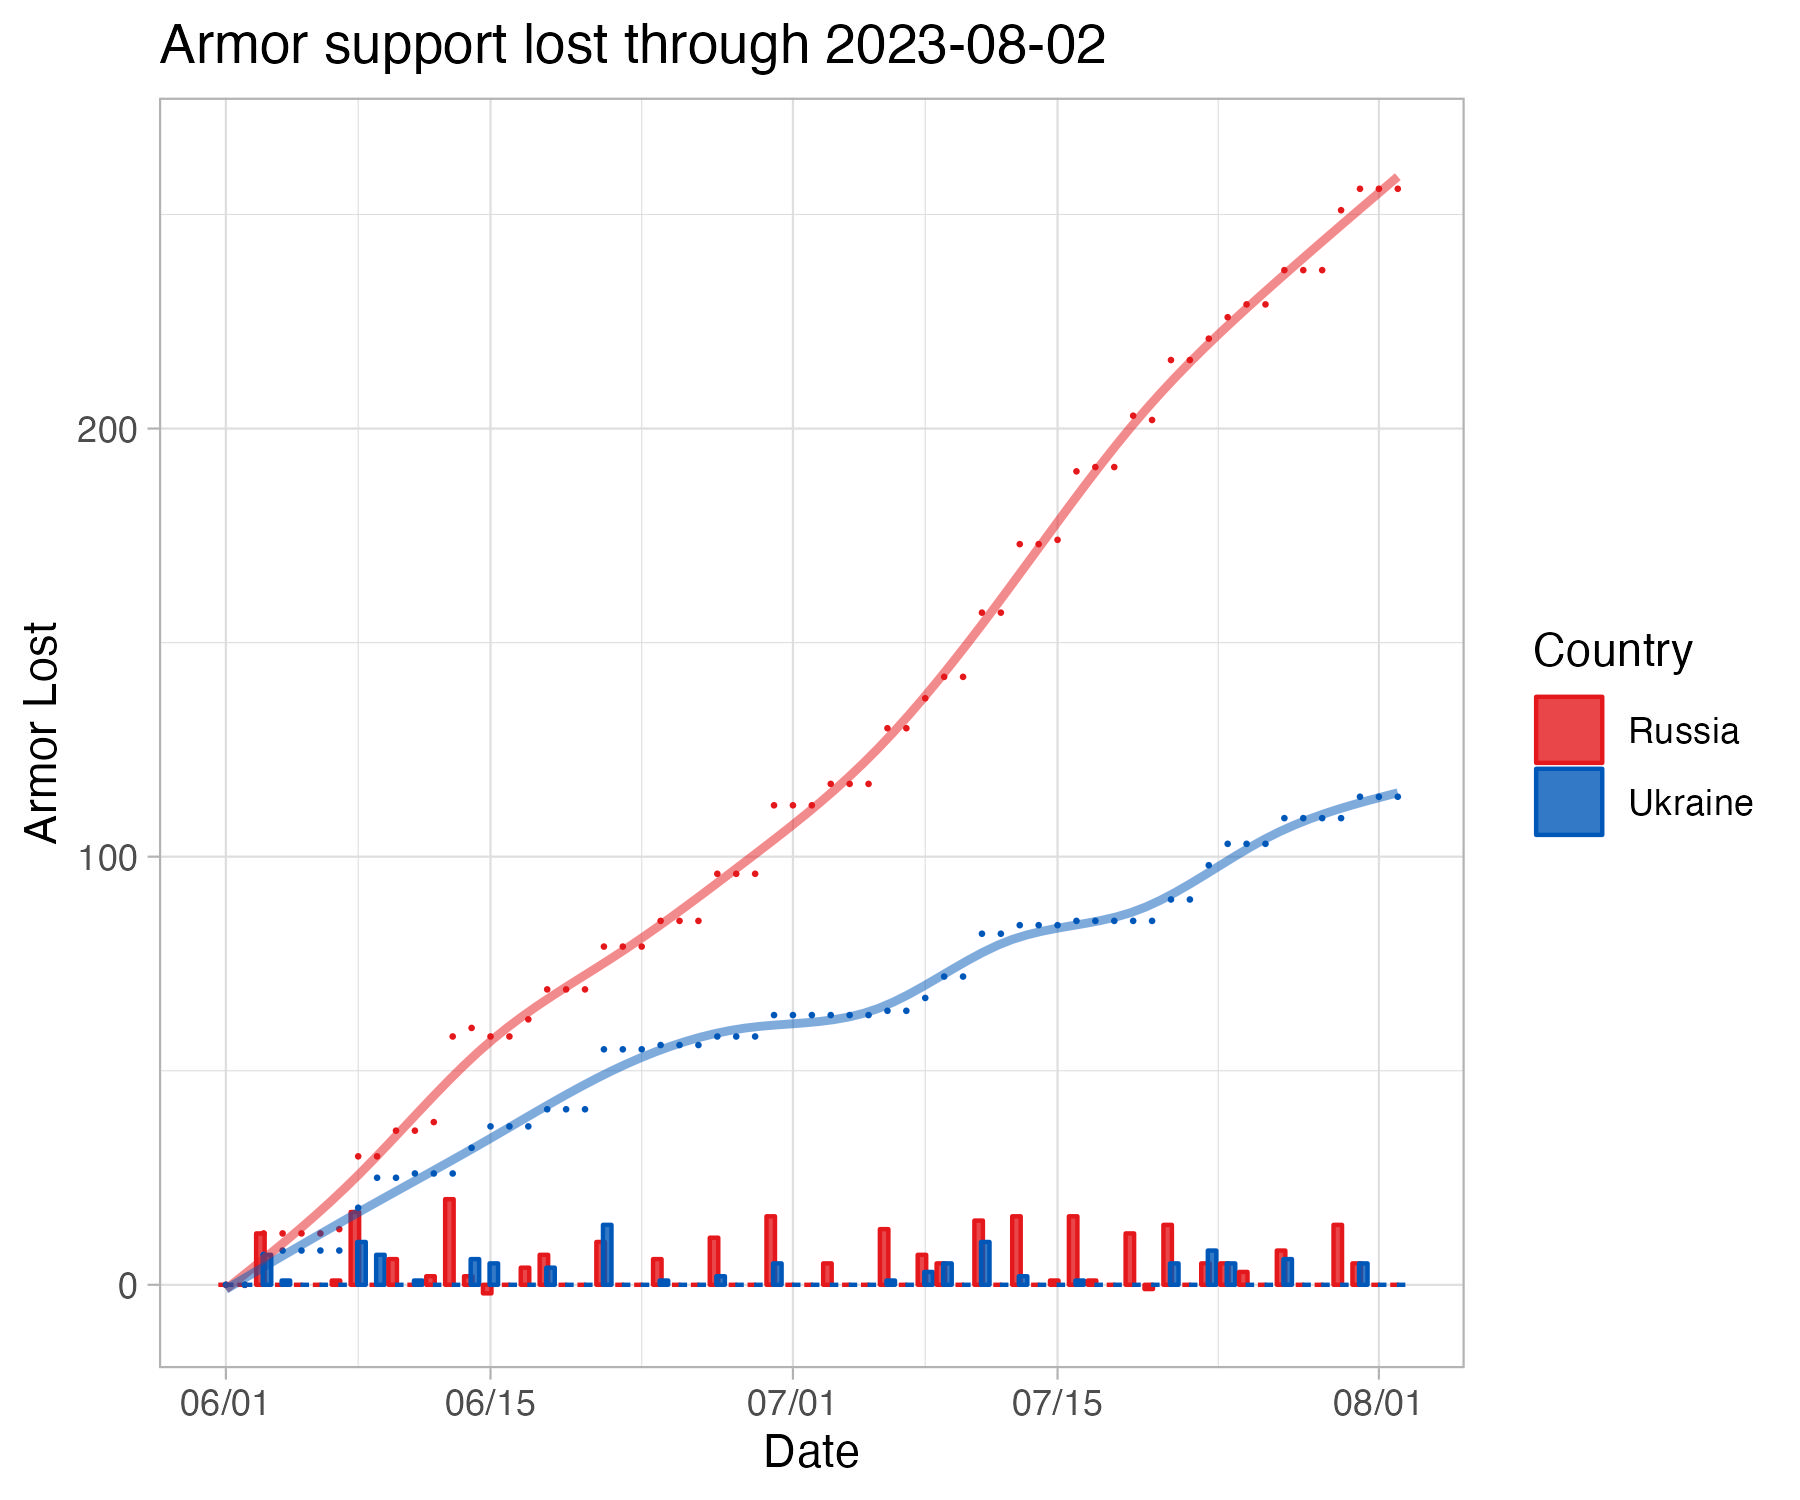 Armor support lost through 2023-08-02
Armor Lost
200
100
0
06/01 06/15 07/01 07/15 08/01
Date
Country
Russia
Ukraine